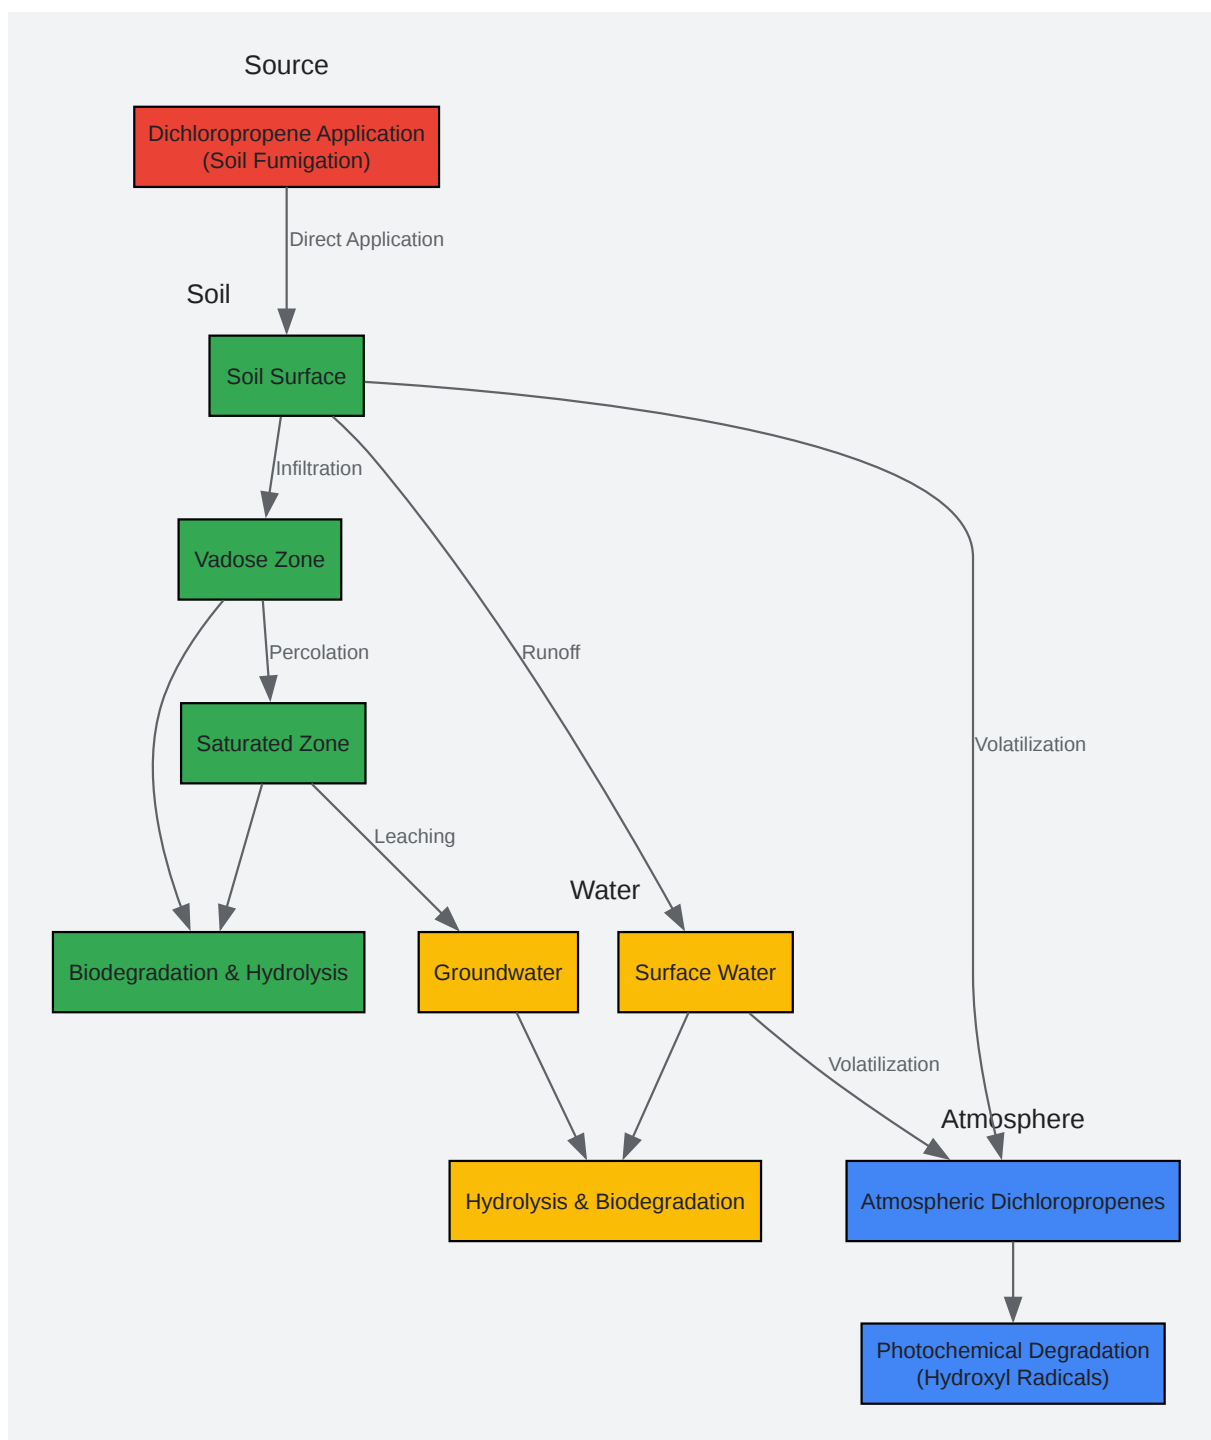 Source
Dichloropropene Application
(Soil Fumigation)
Direct Application
Soil
Soil Surface
Infiltration
Vadose Zone
Percolation
Runoff
Saturated Zone
Volatilization
Leaching
Water
Biodegradation & Hydrolysis
Groundwater
Surface Water
Volatilization
Atmosphere
Hydrolysis & Biodegradation
Atmospheric Dichloropropenes
Photochemical Degradation
(Hydroxyl Radicals)